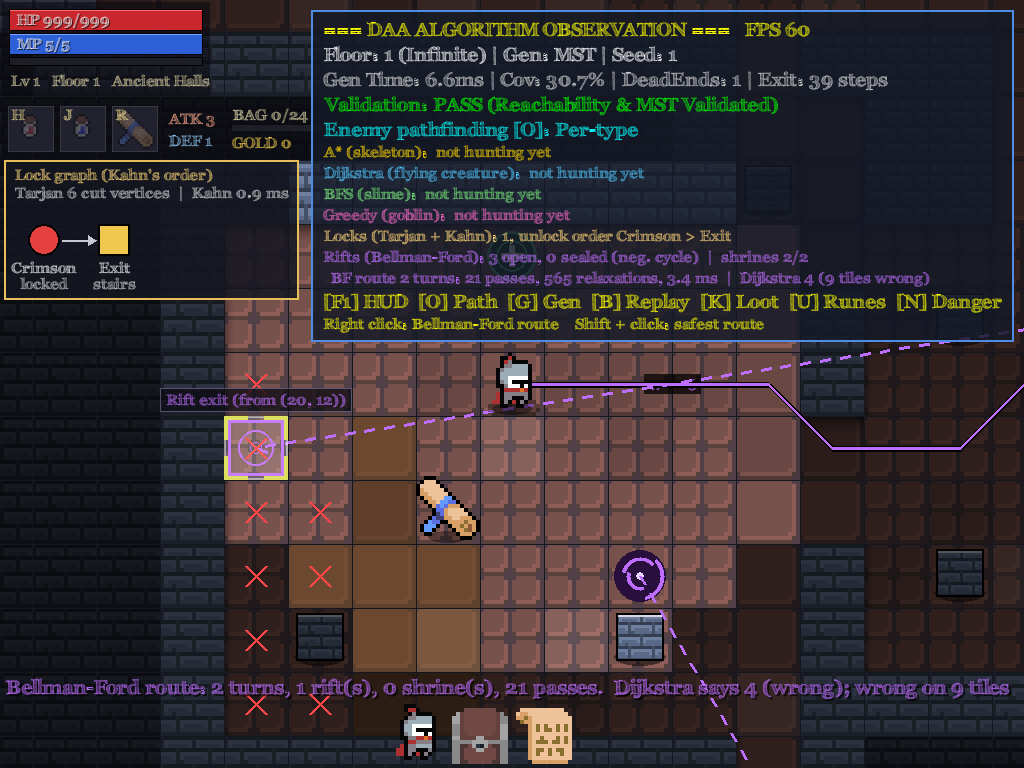 HP 999/999
MP 5/5
Lv 1 Floor 1 Ancient Halls
H
J
R
ATK 3
DEF 1
BAG 0/24
GOLD 0
Lock graph (Kahn's order)
Tarjan 6 cut vertices | Kahn 0.9 ms
Crimson
locked
Exit
stairs
=== DAA ALGORITHM OBSERVATION === FPS 60
Floor: 1 (Infinite) | Gen: MST | Seed: 1
Gen Time: 6.6ms | Cov: 30.7% | DeadEnds: 1 | Exit: 39 steps
Validation: PASS (Reachability & MST Validated)
Enemy pathfinding [O]: Per-type
A* (skeleton): not hunting yet
Dijkstra (flying creature): not hunting yet
BFS (slime): not hunting yet
Greedy (goblin): not hunting yet
Locks (Tarjan + Kahn): 1, unlock order Crimson > Exit
Rifts (Bellman-Ford): 3 open, 0 sealed (neg. cycle) | shrines 2/2
BF route 2 turns: 21 passes, 565 relaxations, 3.4 ms | Dijkstra 4 (9 tiles wrong)
[F1] HUD [O] Path [G] Gen [B] Replay [K] Loot [U] Runes [N] Danger
Right click: Bellman-Ford route Shift + click: safest route
Rift exit (from (20, 12))
Bellman-Ford route: 2 turns, 1 rift(s), 0 shrine(s), 21 passes. Dijkstra says 4 (wrong); wrong on 9 tiles